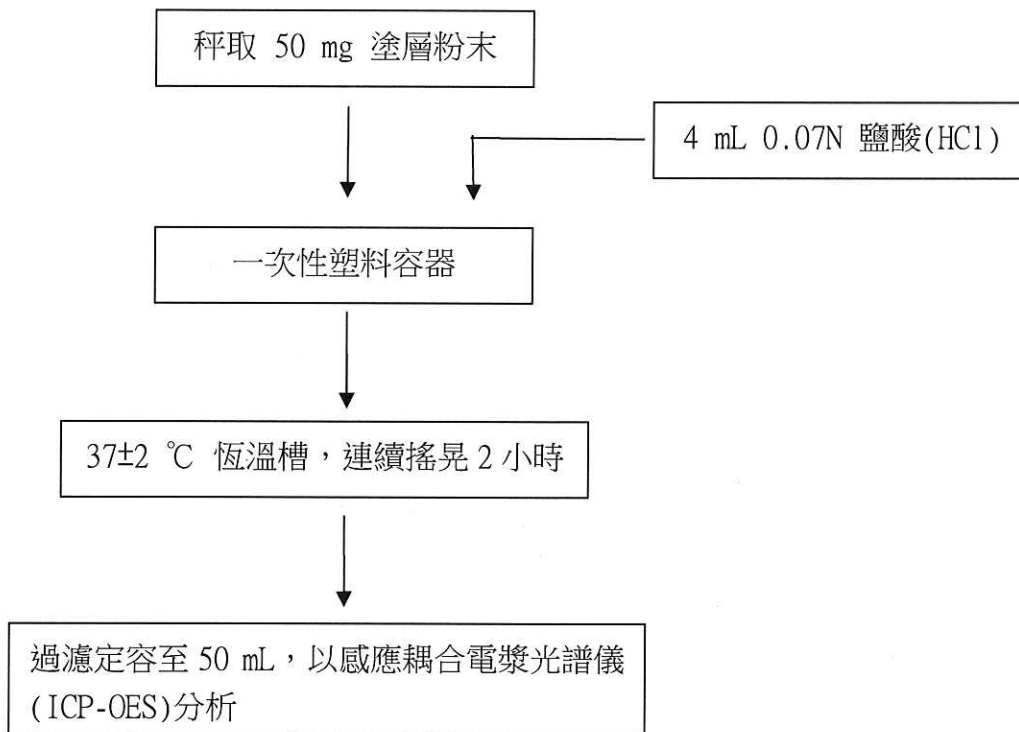 秤取 50 mg 塗層粉末
4 mL 0.07N 鹽酸(HCl)
一次性塑料容器
37±2 ℃ 恆溫槽，連續搖晃 2 小時
過濾定容至 50 mL，以感應耦合電漿光譜儀
(ICP-OES)分析